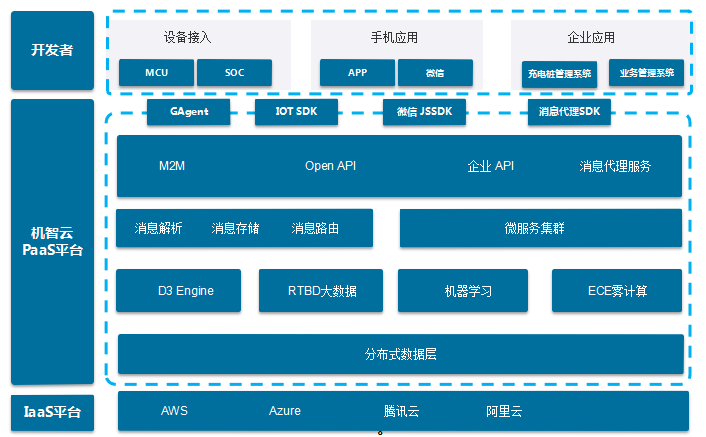 开发者
设备接入
手机应用
企业应用
MCU
SOC
APP
微信
充电桩管理系统
业务管理系统
GAgent
IOT SDK
微信 JSSDK
消息代理SDK
机智云
PaaS平台
M2M
Open API
企业 API
消息代理服务
消息解析
消息存储
消息路由
微服务集群
D3 Engine
RTBD大数据
机器学习
ECE雾计算
分布式数据层
IaaS平台
AWS
Azure
腾讯云
阿里云
。